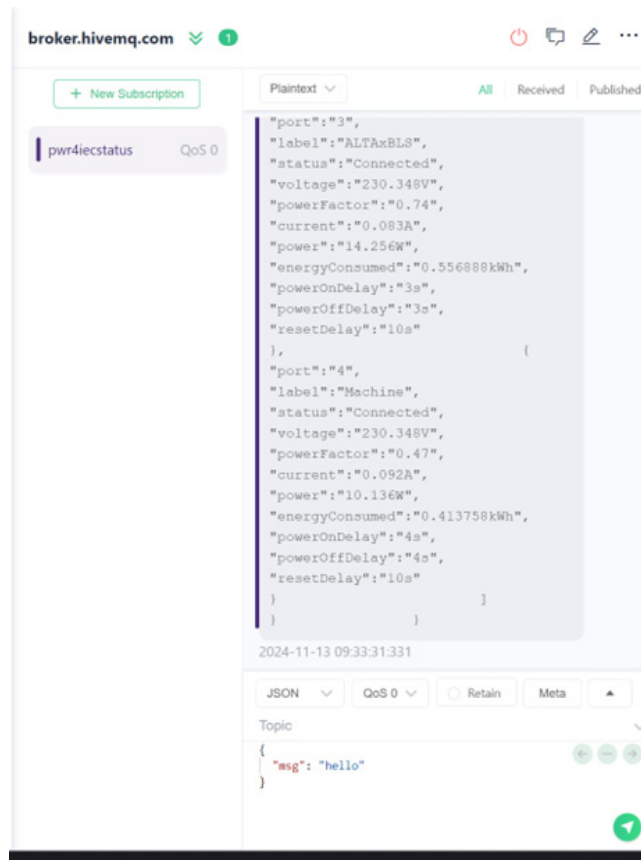 broker.hivemq.com 1
+ New Subscription
pwr4iecstatus QoS 0
Plaintext All Received Published
"port":"3",
"label":"ALTAxBLS",
"status":"Connected",
"voltage":"230.348V",
"powerFactor":"0.74",
"current":"0.083A",
"power":"14.256W",
"energyConsumed":"0.556888kWh",
"powerOnDelay":"3s",
"powerOffDelay":"3s",
"resetDelay":"10s"
}, {
"port":"4",
"label":"Machine",
"status":"Connected",
"voltage":"230.348V",
"powerFactor":"0.47",
"current":"0.092A",
"power":"10.136W",
"energyConsumed":"0.413758kWh",
"powerOnDelay":"4s",
"powerOffDelay":"4s",
"resetDelay":"10s"
} ]
} }
2024-11-13 09:33:31:331
JSON QoS 0 Retain Meta
Topic
{
"msg": "hello"
}